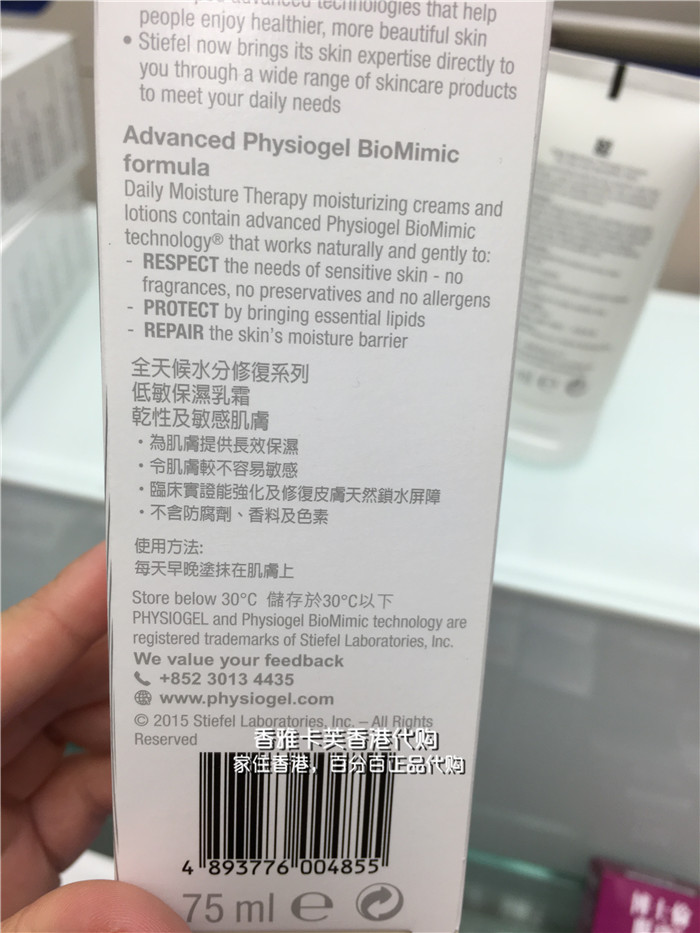 advanced technologies that help
people enjoy healthier, more beautiful skin
• Stiefel now brings its skin expertise directly to
you through a wide range of skincare products
to meet your daily needs
Advanced Physiogel BioMimic
formula
Daily Moisture Therapy moisturizing creams and
lotions contain advanced Physiogel BioMimic
technology® that works naturally and gently to:
- RESPECT the needs of sensitive skin - no
fragrances, no preservatives and no allergens
- PROTECT by bringing essential lipids
- REPAIR the skin's moisture barrier
全天候水分修復系列
低敏保濕乳霜
乾性及敏感肌膚
・為肌膚提供長效保濕
・令肌膚較不容易敏感
・臨床實證能強化及修復皮膚天然鎖水屏障
・不含防腐劑、香料及色素
使用方法:
每天早晚塗抹在肌膚上
Store below 30°C 儲存於30°C以下
PHYSIOGEL and Physiogel BioMimic technology are
registered trademarks of Stiefel Laboratories, Inc.
We value your feedback
+852 3013 4435
www.physiogel.com
© 2015 Stiefel Laboratories, Inc. – All Rights
Reserved
香雅卡芙香港代购
家住香港，百分百正品代购
4 893776 004855
75 ml e